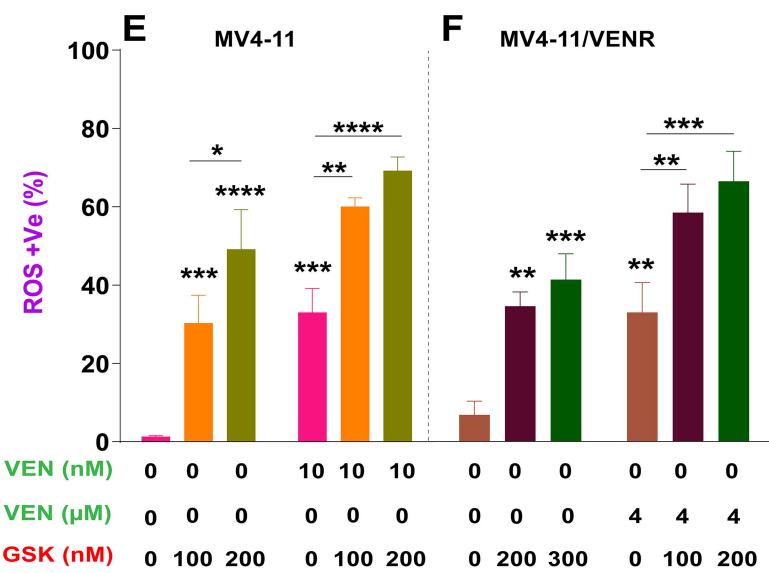 E MV4-11 F MV4-11/VENR
100
80
60
40
20
0
ROS +Ve (%)
* **** *** **** ** ***
*** ** *** ** **
VEN (nM) 0 0 0 10 10 10 0 0 0 0 0 0
VEN (μM) 0 0 0 0 0 0 0 0 0 4 4 4
GSK (nM) 0 100 200 0 100 200 0 200 300 0 100 200